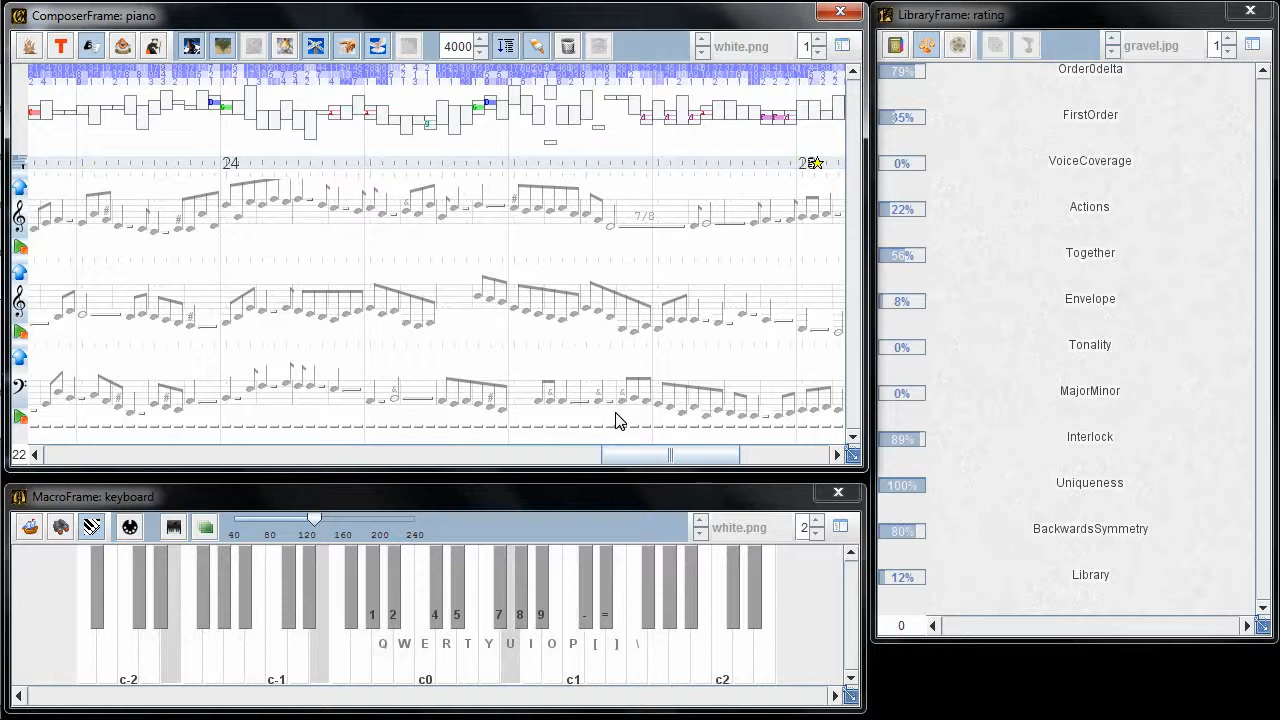 ComposerFrame: piano
LibraryFrame: rating
T
4000
white.png
1
gravel.jpg
1
79%
Order0delta
FirstOrder
0%
VoiceCoverage
24
22%
Actions
7/8
56%
Together
8%
Envelope
0%
Tonality
0%
MajorMinor
89%
Interlock
22
100%
Uniqueness
MacroFrame: keyboard
80%
BackwardsSymmetry
40 80 120 160 200 240
white.png
2
12%
Library
1 2 4 5 7 8 9 - =
0
Q W E R T Y U I O P [ ] \
c-2 c-1 c0 c1 c2